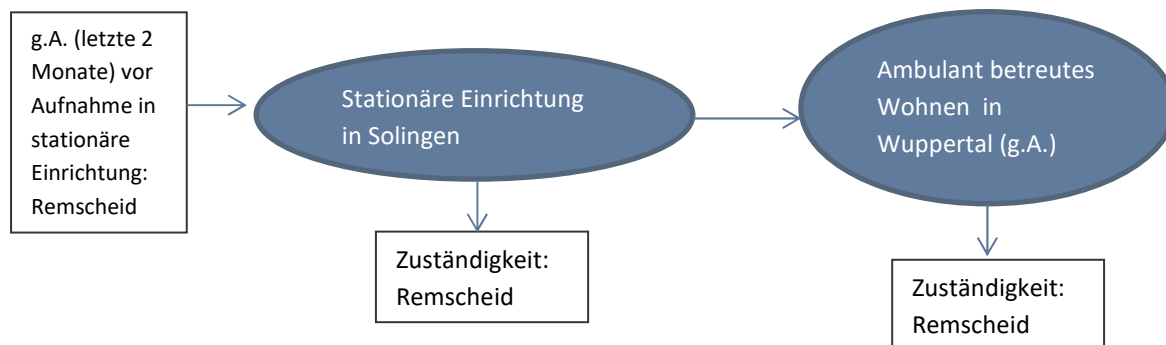 g.A. (letzte 2
Monate) vor
Aufnahme in
stationäre
Einrichtung:
Remscheid
Stationäre Einrichtung
in Solingen
Ambulant betreutes
Wohnen in
Wuppertal (g.A.)
Zuständigkeit:
Remscheid
Zuständigkeit:
Remscheid